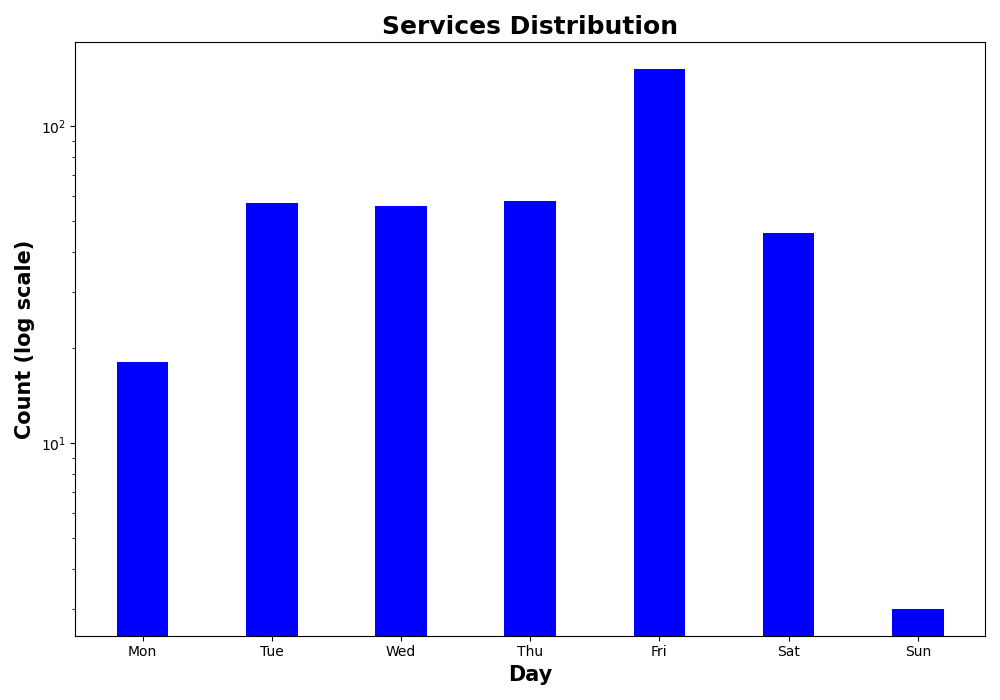 Services Distribution
Count (log scale)
10²
10¹
Mon Tue Wed Thu Fri Sat Sun
Day